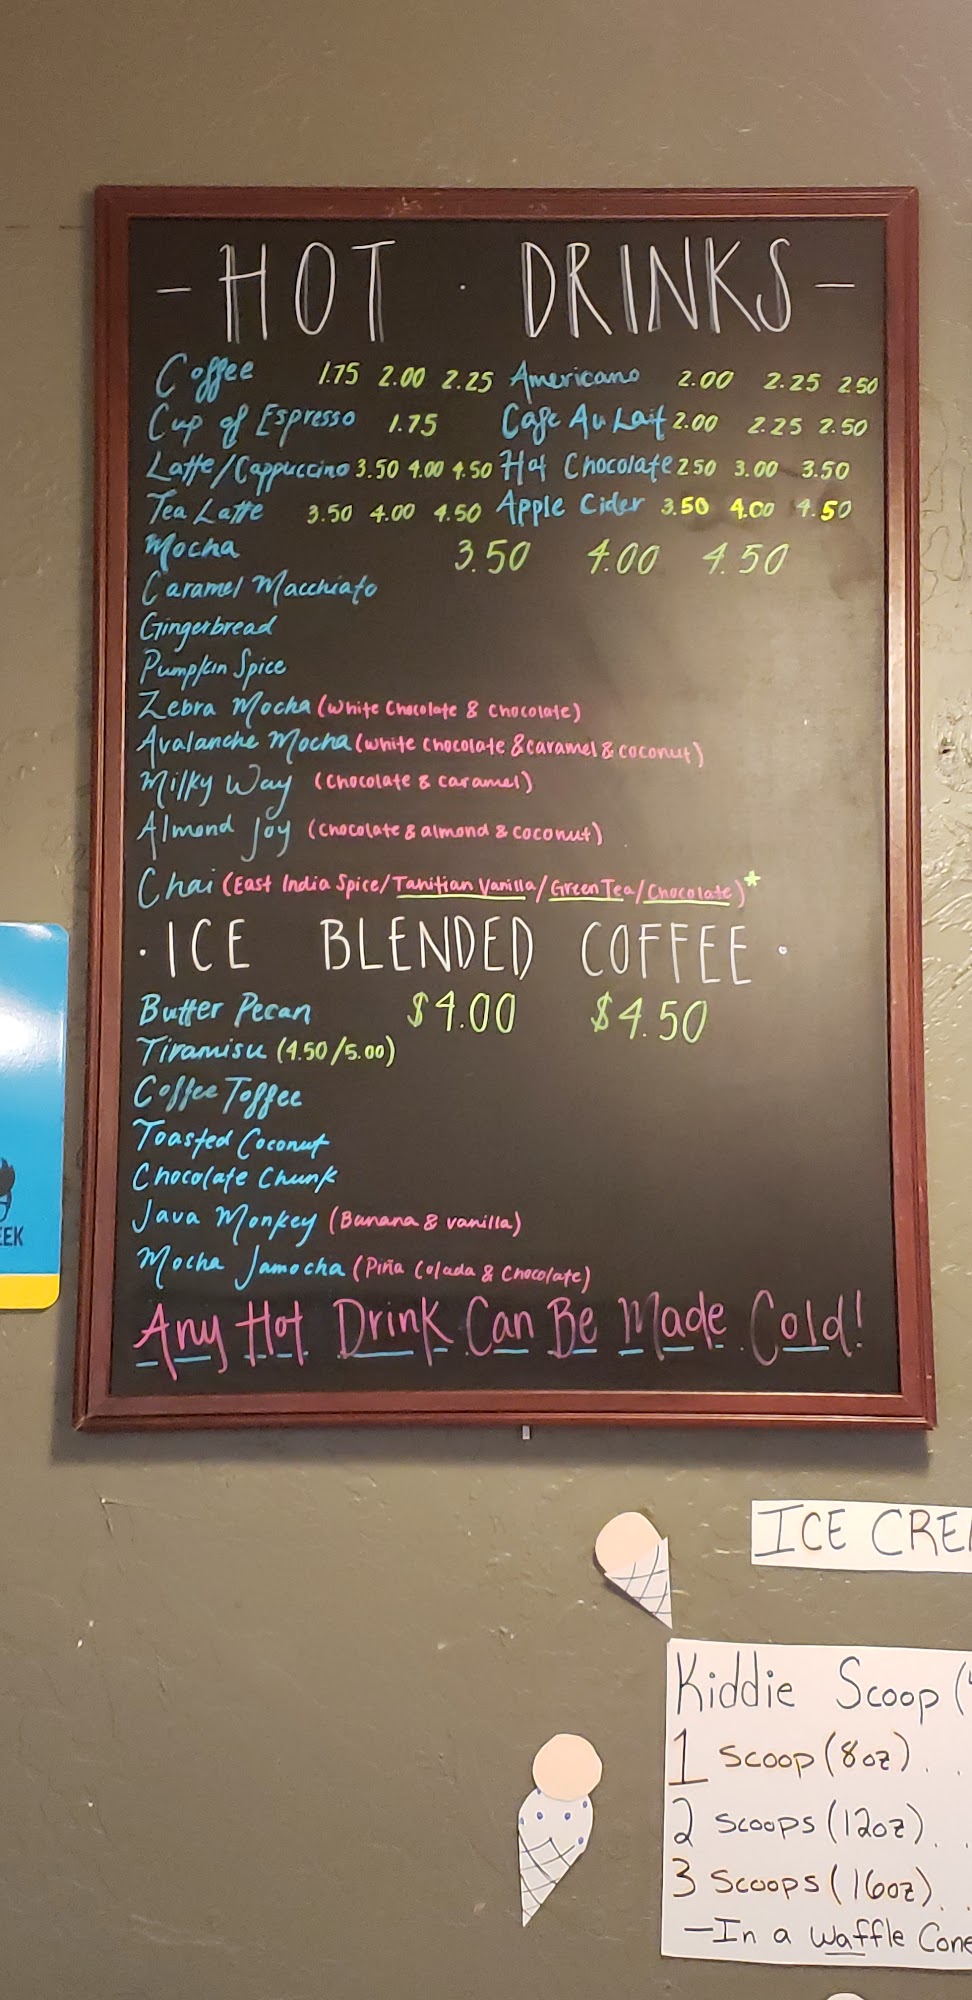 - HOT · DRINKS -
Coffee 1.75 2.00 2.25 Americano 2.00 2.25 2.50
Cup of Espresso 1.75 Cafe Au Lait 2.00 2.25 2.50
Latte/Cappuccino 3.50 4.00 4.50 Hot Chocolate 2.50 3.00 3.50
Tea Latte 3.50 4.00 4.50 Apple Cider 3.50 4.00 4.50
Mocha 3.50 4.00 4.50
Caramel Macchiato
Gingerbread
Pumpkin Spice
Zebra Mocha (White Chocolate & Chocolate)
Avalanche Mocha (White Chocolate & Caramel & Coconut)
Milky Way (Chocolate & Caramel)
Almond Joy (Chocolate & almond & Coconut)
Chai (East India Spice/Tahitian Vanilla/Green Tea/Chocolate)*
· ICE BLENDED COFFEE ·
Butter Pecan $4.00 $4.50
Tiramisu (4.50/5.00)
Coffee Toffee
Toasted Coconut
Chocolate Chunk
Java Monkey (Banana & Vanilla)
Mocha Jamocha (Piña Colada & Chocolate)
Any Hot Drink Can Be Made Cold!
EEK
ICE CREA
Kiddie Scoop (
1 Scoop (8oz) . .
2 Scoops (12oz) . .
3 Scoops (16oz) . .
-In a Waffle Cone